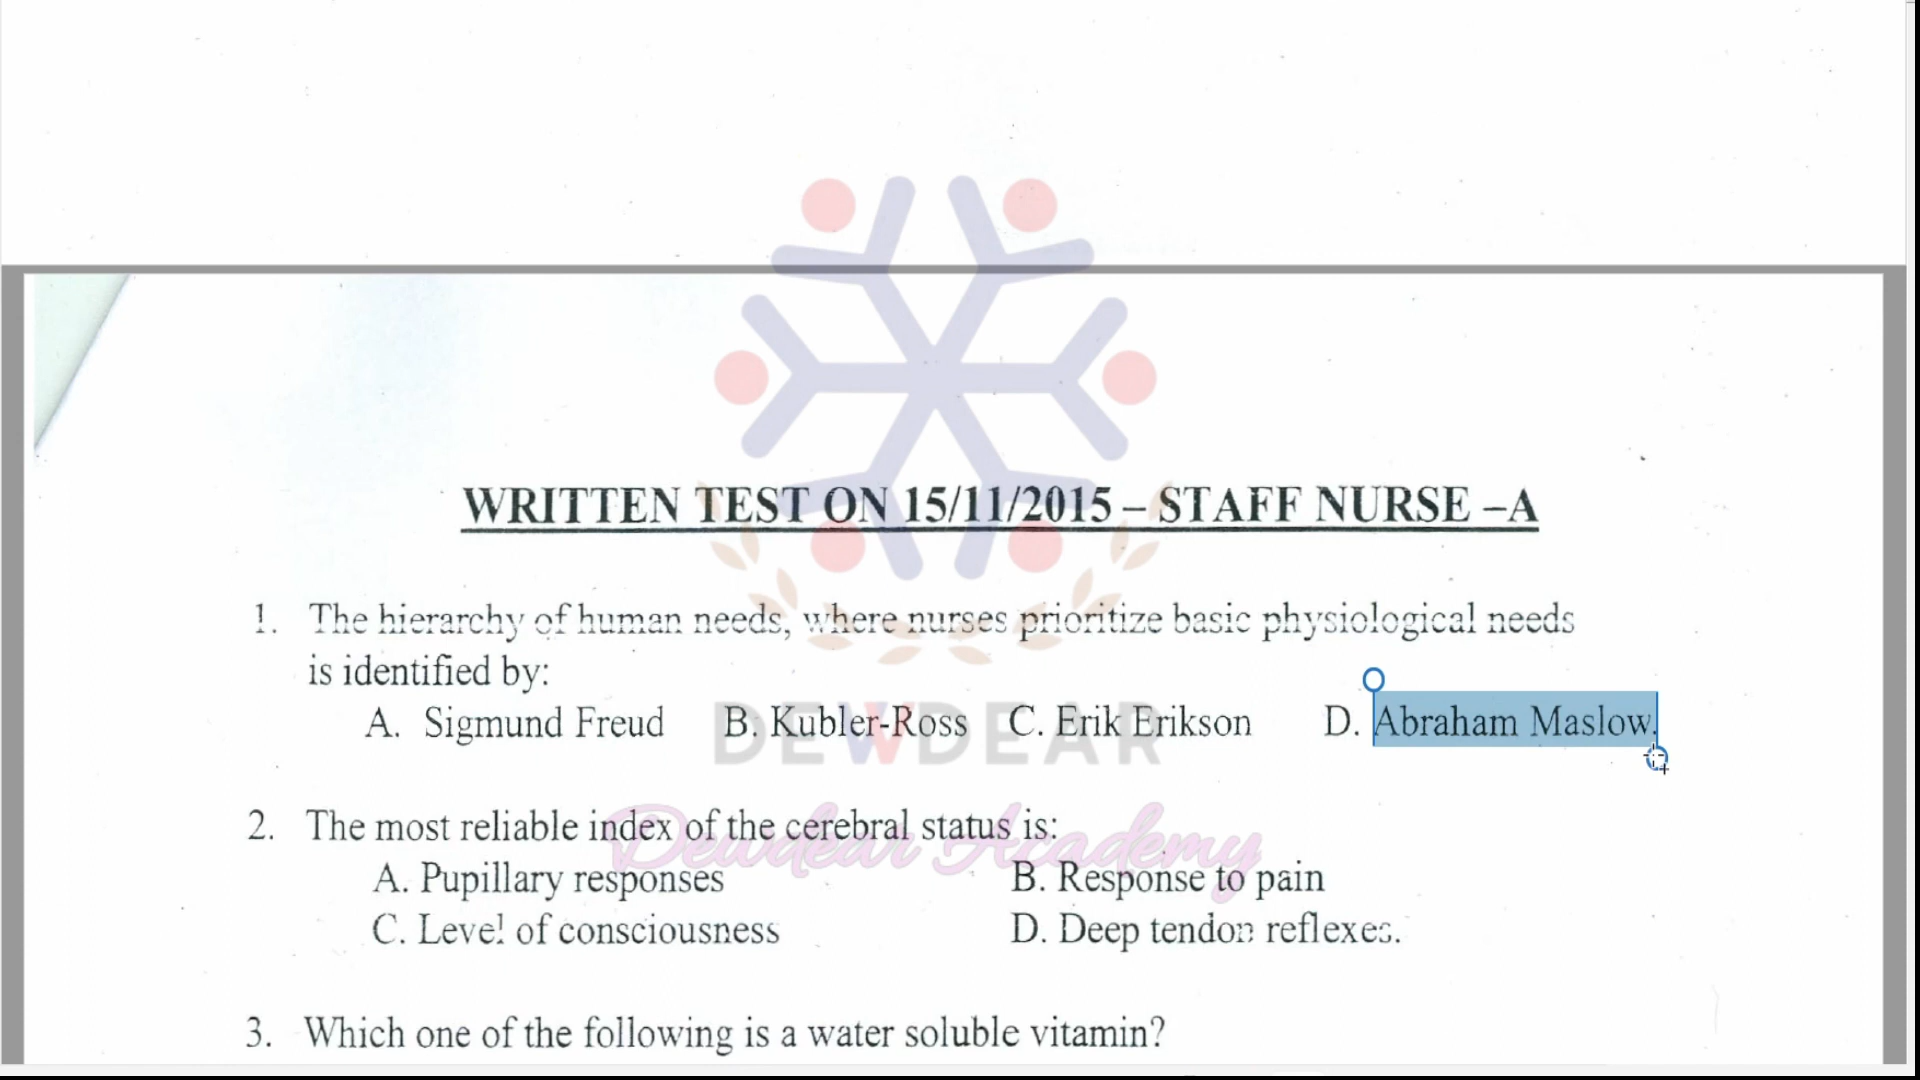 WRITTEN TEST ON 15/11/2015 – STAFF NURSE –A
1. The hierarchy of human needs, where nurses prioritize basic physiological needs
is identified by:
A. Sigmund Freud B. Kubler-Ross C. Erik Erikson D. Abraham Maslow.
DEWDEAR
2. The most reliable index of the cerebral status is:
Dewdear Academy
A. Pupillary responses B. Response to pain
C. Level of consciousness D. Deep tendon reflexes.
3. Which one of the following is a water soluble vitamin?